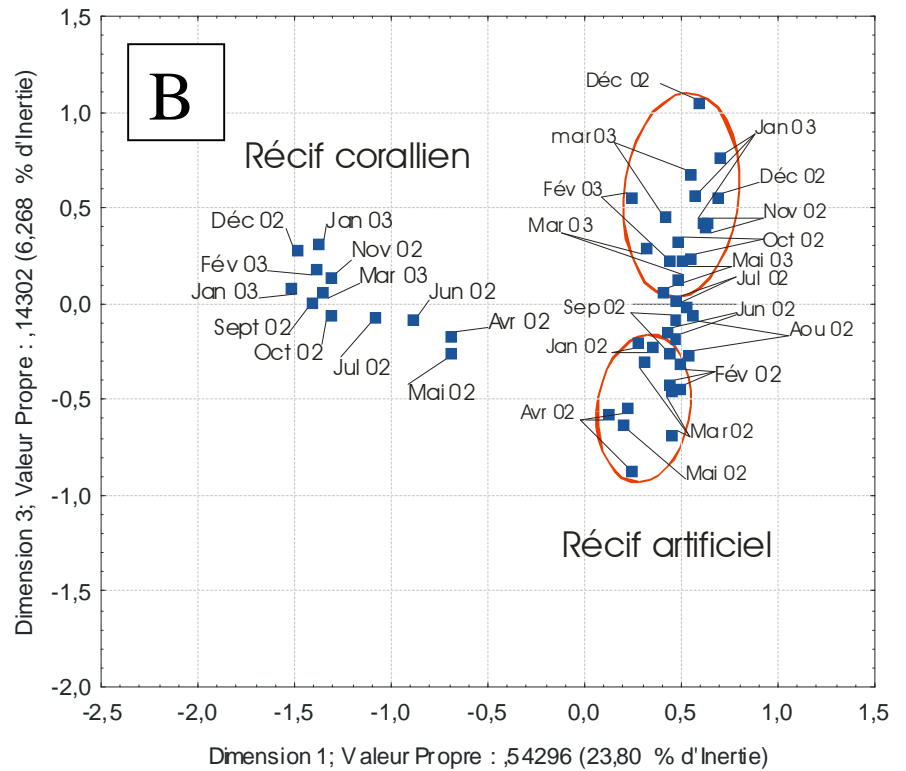 1,5
1,0
0,5
0,0
-0,5
-1,0
-1,5
-2,0
Dimension 3; Valeur Propre : ,14302 (6,268 % d'Inertie)
B
Récif corallien
Déc 02
Jan 03
Fév 03
Nov 02
Jan 03
Mar 03
Sept 02
Oct 02
Jul 02
Jun 02
Avr 02
Mai 02
Déc 02
mar 03
Jan 03
Fév 03
Déc 02
Mar 03
Nov 02
Oct 02
Mai 03
Jul 02
Sep 02
Jun 02
Aou 02
Jan 02
Fév 02
Avr 02
Mar 02
Mai 02
Récif artificiel
-2,5
-2,0
-1,5
-1,0
-0,5
0,0
0,5
1,0
1,5
Dimension 1; Valeur Propre : ,54296 (23,80 % d'Inertie)